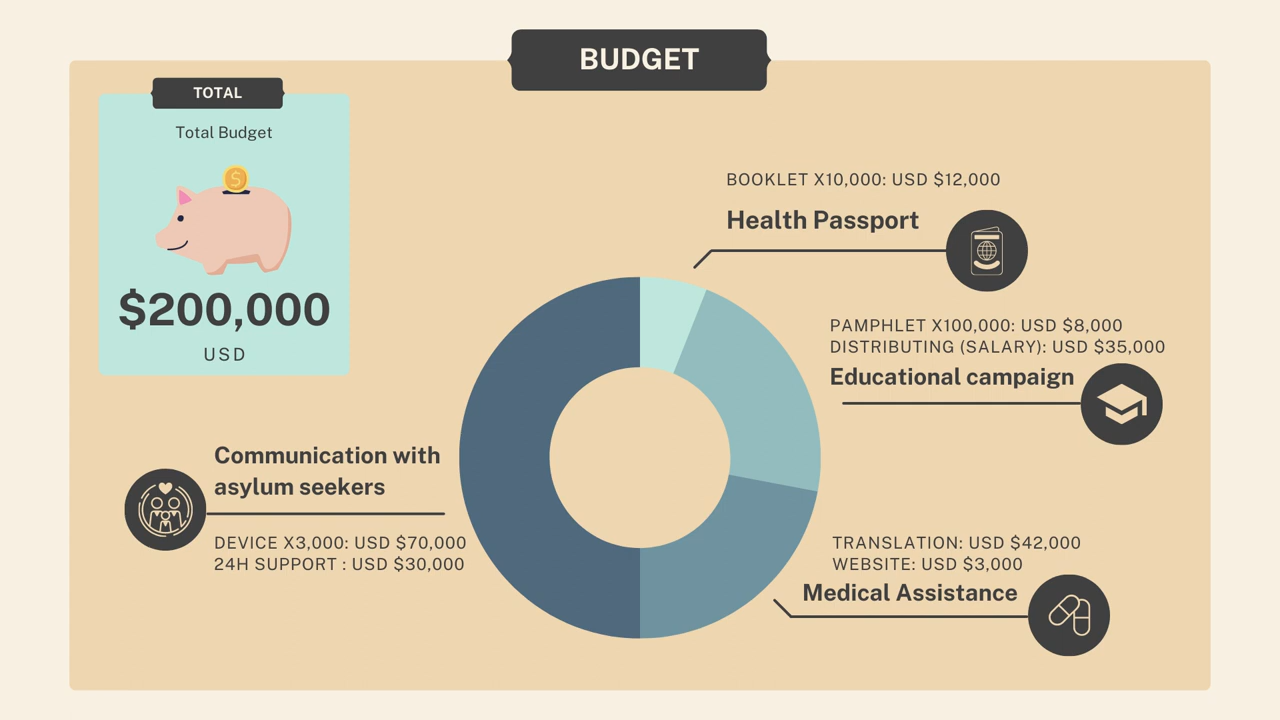 BUDGET
TOTAL
Total Budget
$
$200,000
USD
BOOKLET X10,000: USD $12,000
Health Passport
PAMPHLET X100,000: USD $8,000
DISTRIBUTING (SALARY): USD $35,000
Educational campaign
Communication with
asylum seekers
DEVICE X3,000: USD $70,000
24H SUPPORT : USD $30,000
TRANSLATION: USD $42,000
WEBSITE: USD $3,000
Medical Assistance